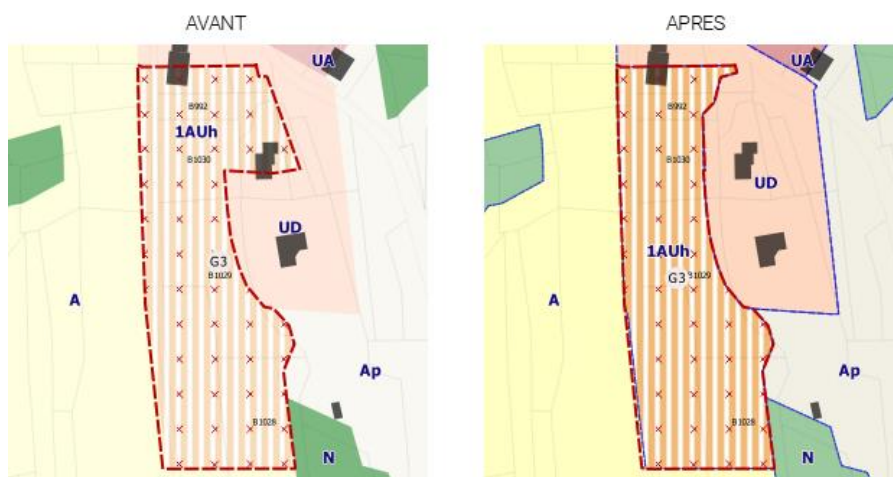 AVANT
UA
B992
1AUh
B1030
UD
G3
B1029
A
Ap
B1028
N
APRES
UA
B992
B1030
UD
1AUh
G3
B1029
A
Ap
B1028
N